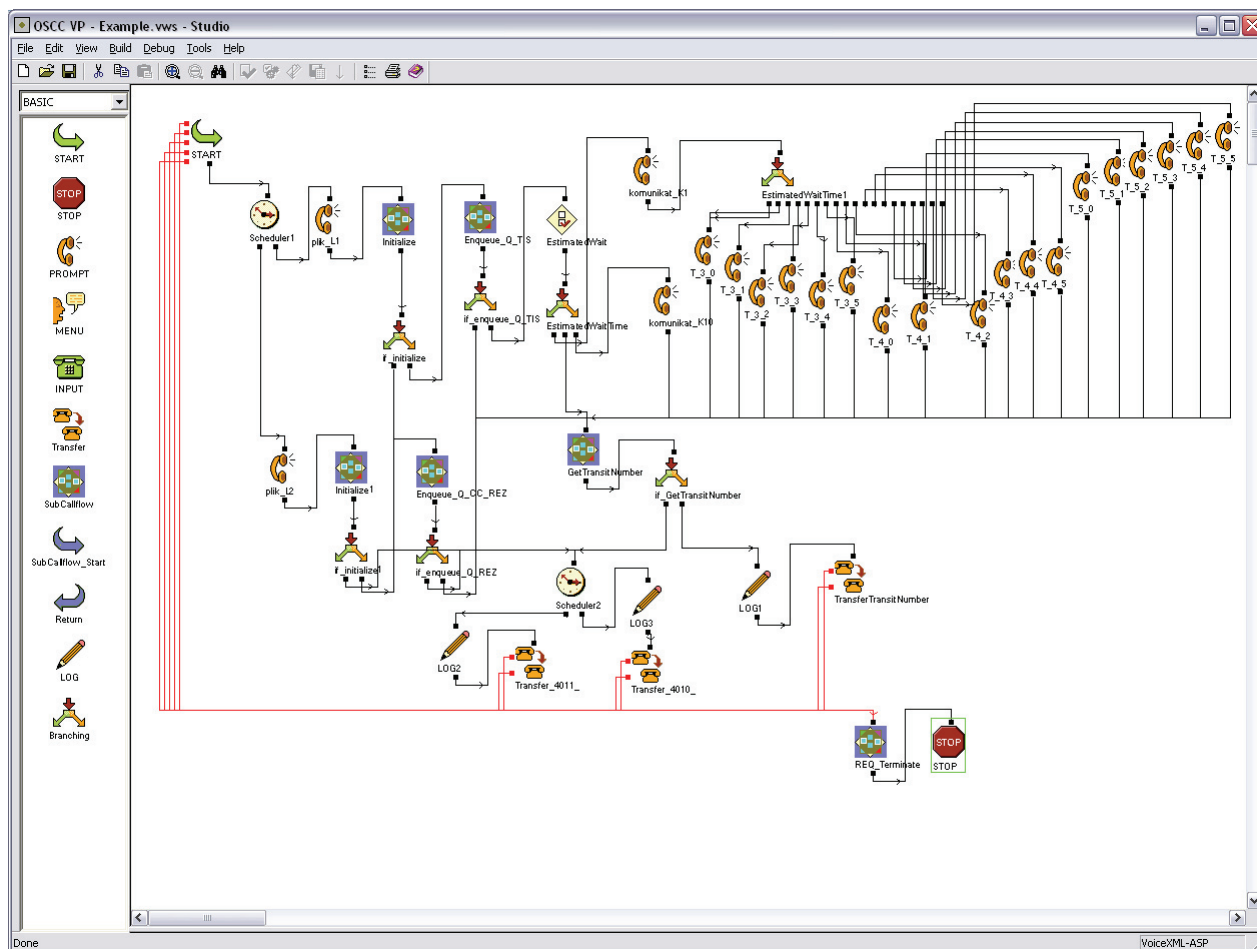 OSCC VP - Example.vws - Studio
File Edit View Build Debug Tools Help
BASIC
START
STOP
STOP
PROMPT
MENU
INPUT
Transfer
SubCallflow
SubCallflow_Start
Return
LOG
Branching
START
Scheduler1
plik_L1
Initialize
Enqueue_Q_TIS
EstimatedWait
komunikat_K1
EstimatedWaitTime1
T_5_0
T_5_1
T_5_2
T_5_3
T_5_4
T_5_5
T_3_0
T_3_1
T_3_2
T_3_3
T_3_4
T_3_5
T_4_0
T_4_1
T_4_2
T_4_3
T_4_4
T_4_5
if_initialize
if_enqueue_Q_TIS
EstimatedWaitTime
komunikat_K10
plik_L2
Initialize1
Enqueue_Q_CC_REZ
GetTransitNumber
if_GetTransitNumber
if_initialize1
if_enqueue_Q_REZ
Scheduler2
LOG3
LOG1
TransferTransitNumber
LOG2
Transfer_4011_
Transfer_4010_
REQ_Terminate
STOP
STOP
Done
VoiceXML-ASP